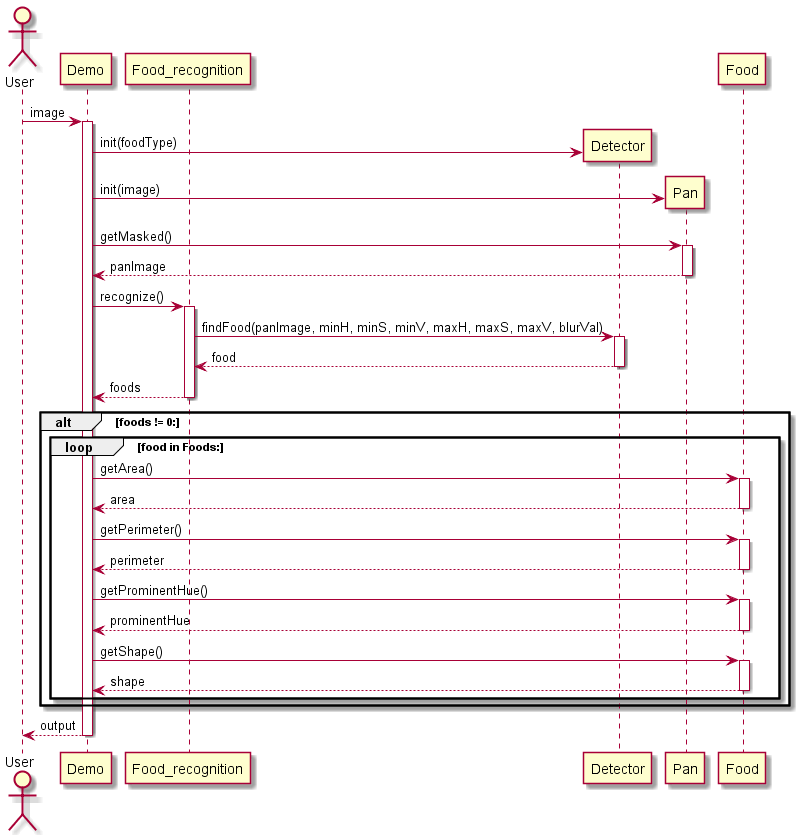 User
Demo
Food_recognition
Food
image
init(foodType)
Detector
init(image)
Pan
getMasked()
panImage
recognize()
findFood(panImage, minH, minS, minV, maxH, maxS, maxV, blurVal)
food
foods
alt
[foods != 0:]
loop
[food in Foods:]
getArea()
area
getPerimeter()
perimeter
getProminentHue()
prominentHue
getShape()
shape
output
User
Demo
Food_recognition
Detector
Pan
Food